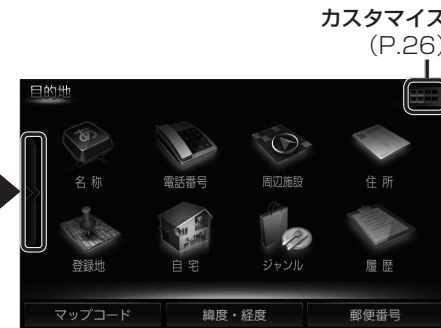 カスタマイズ
(P.26)
目的地
あ
名 称
電話番号
周辺施設
住 所
登録地
自 宅
ジャンル
履 歴
マップコード
緯度・経度
郵便番号